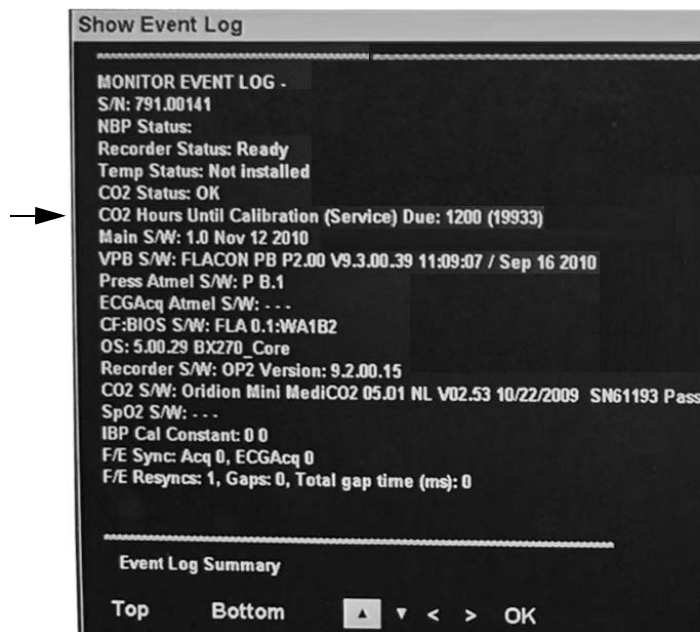 Show Event Log
MONITOR EVENT LOG -
S/N: 791.00141
NBP Status:
Recorder Status: Ready
Temp Status: Not installed
CO2 Status: OK
CO2 Hours Until Calibration (Service) Due: 1200 (19933)
Main S/W: 1.0 Nov 12 2010
VPB S/W: FLACON PB P2.00 V9.3.00.39 11:09:07 / Sep 16 2010
Press Atmel S/W: P B.1
ECGAcq Atmel S/W: - - -
CF:BIOS S/W: FLA 0.1:WA1B2
OS: 5.00.29 BX270_Core
Recorder S/W: OP2 Version: 9.2.00.15
CO2 S/W: Oridion Mini MediCO2 05.01 NL V02.53 10/22/2009 SN61193 Pass
SpO2 S/W: - - -
IBP Cal Constant: 0 0
F/E Sync: Acq 0, ECGAcq 0
F/E Resyncs: 1, Gaps: 0, Total gap time (ms): 0
Event Log Summary
Top Bottom ▲ ▼ < > OK